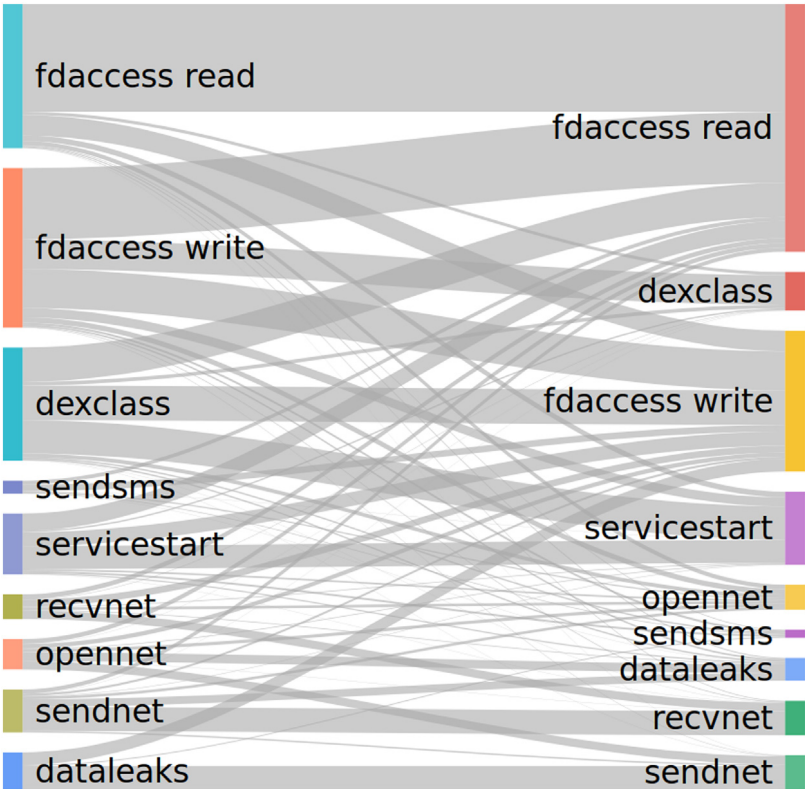 fdaccess read
fdaccess write
dexclass
sendsms
servicestart
recvnet
opennet
sendnet
dataleaks
fdaccess read
dexclass
fdaccess write
servicestart
opennet
sendsms
dataleaks
recvnet
sendnet